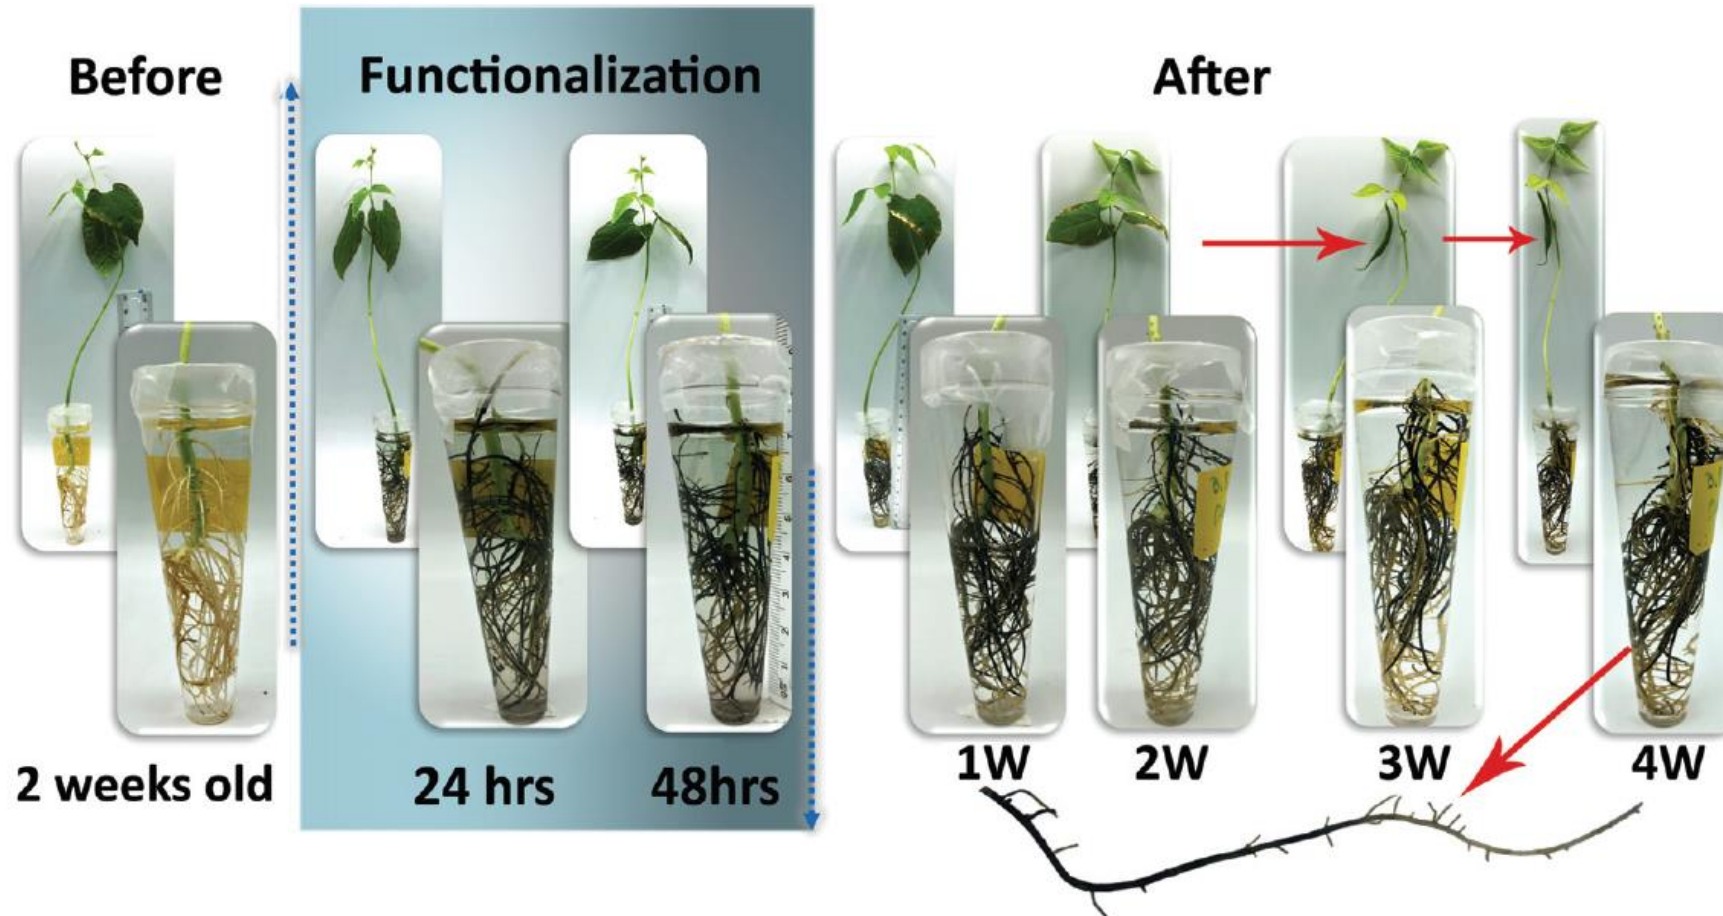 Before
Functionalization
After
2 weeks old
24 hrs
48hrs
1W
2W
3W
4W